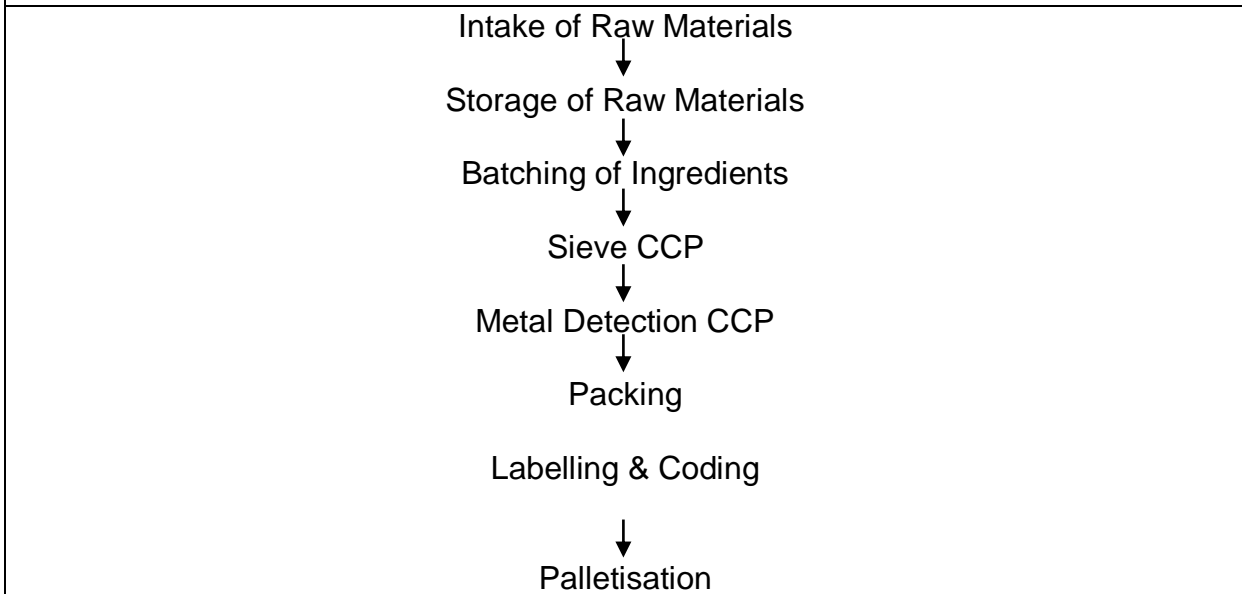 Intake of Raw Materials
Storage of Raw Materials
Batching of Ingredients
Sieve CCP
Metal Detection CCP
Packing
Labelling & Coding
Palletisation